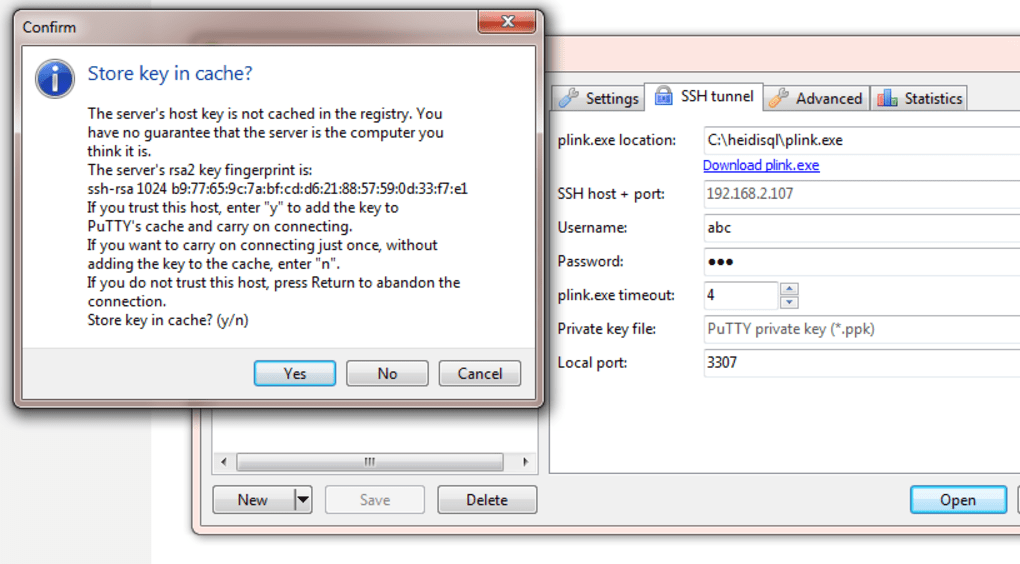 Confirm
Store key in cache?
The server's host key is not cached in the registry. You
have no guarantee that the server is the computer you
think it is.
The server's rsa2 key fingerprint is:
ssh-rsa 1024 b9:77:65:9c:7a:bf:cd:d6:21:88:57:59:0d:33:f7:e1
If you trust this host, enter "y" to add the key to
PuTTY's cache and carry on connecting.
If you want to carry on connecting just once, without
adding the key to the cache, enter "n".
If you do not trust this host, press Return to abandon the
connection.
Store key in cache? (y/n)
Yes No Cancel
Settings SSH tunnel Advanced Statistics
plink.exe location: C:\heidisql\plink.exe
Download plink.exe
SSH host + port: 192.168.2.107
Username: abc
Password: ●●●
plink.exe timeout: 4
Private key file: PuTTY private key (*.ppk)
Local port: 3307
New Save Delete Open